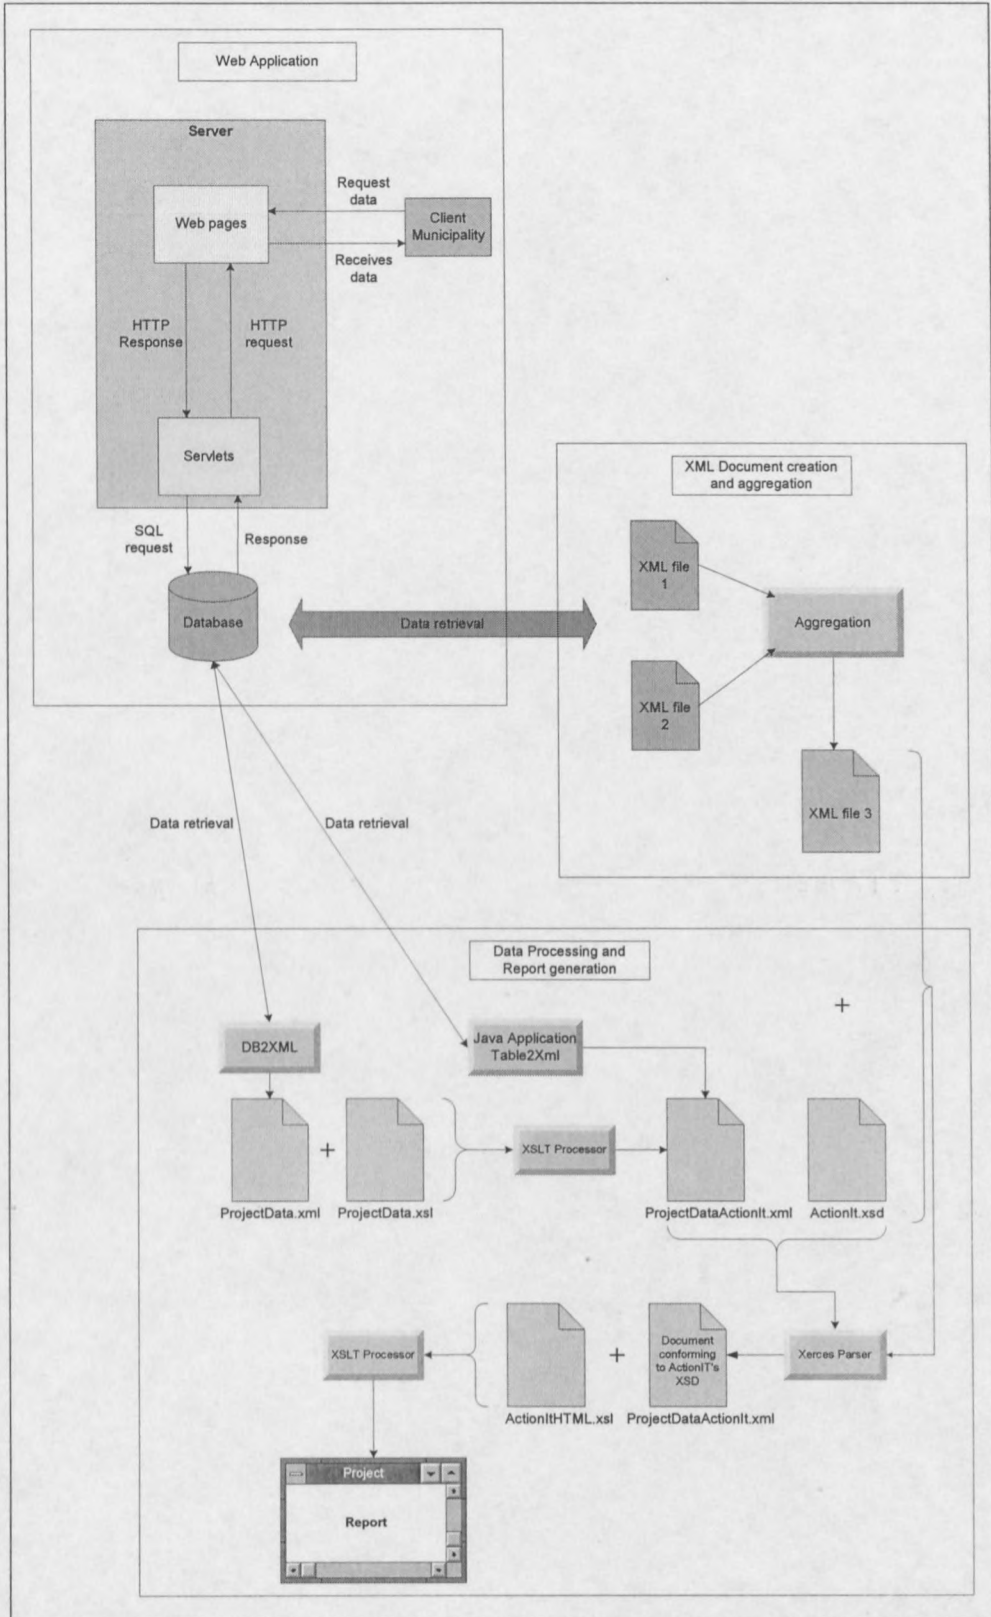 Web Application
Server
Web pages
Request
data
Client
Municipality
Receives
data
HTTP
Response
HTTP
request
Servlets
SQL
request
Response
Database
Data retrieval
XML Document creation
and aggregation
XML file
1
Aggregation
XML file
2
XML file 3
Data retrieval
Data retrieval
Data Processing and
Report generation
+
DB2XML
Java Application
Table2Xml
+
XSLT Processor
ProjectData.xml
ProjectData.xsl
ProjectDataActionIt.xml
ActionIt.xsd
XSLT Processor
+
Document
conforming
to ActionIT's
XSD
Xerces Parser
ActionItHTML.xsl
ProjectDataActionIt.xml
Project
Report